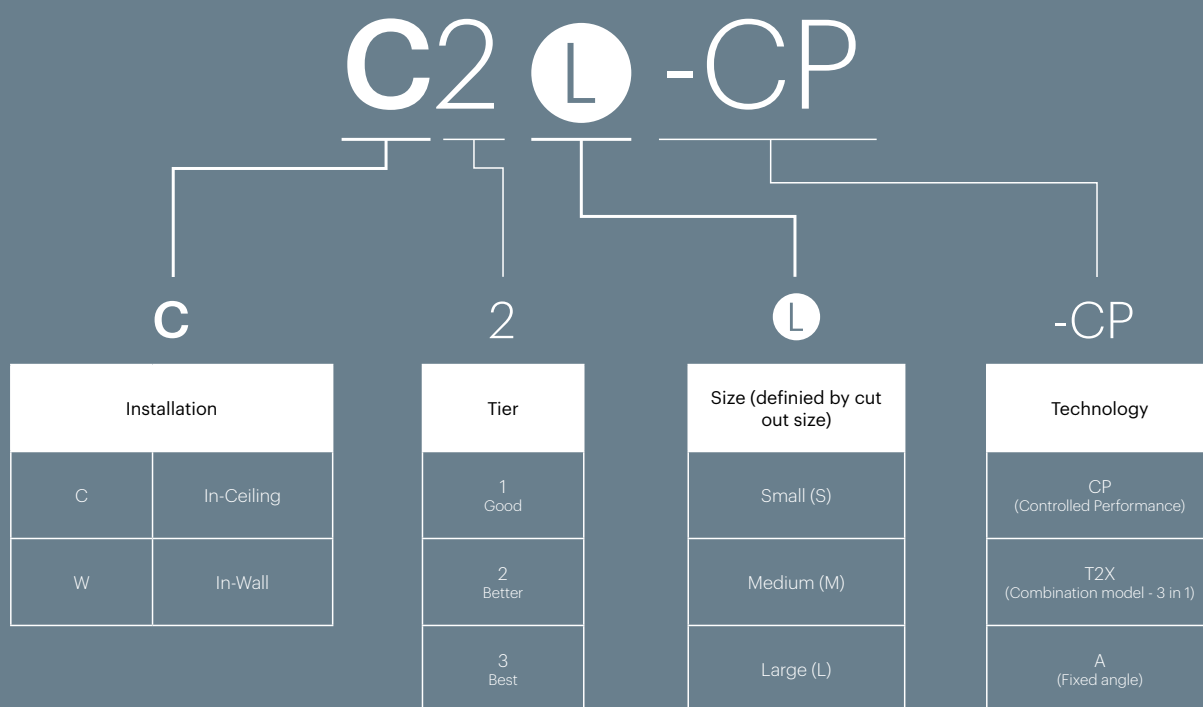 C2 L -CP
C 2 L -CP
Installation
C In-Ceiling
W In-Wall
Tier
1
Good
2
Better
3
Best
Size (definied by cut
out size)
Small (S)
Medium (M)
Large (L)
Technology
CP
(Controlled Performance)
T2X
(Combination model - 3 in 1)
A
(Fixed angle)